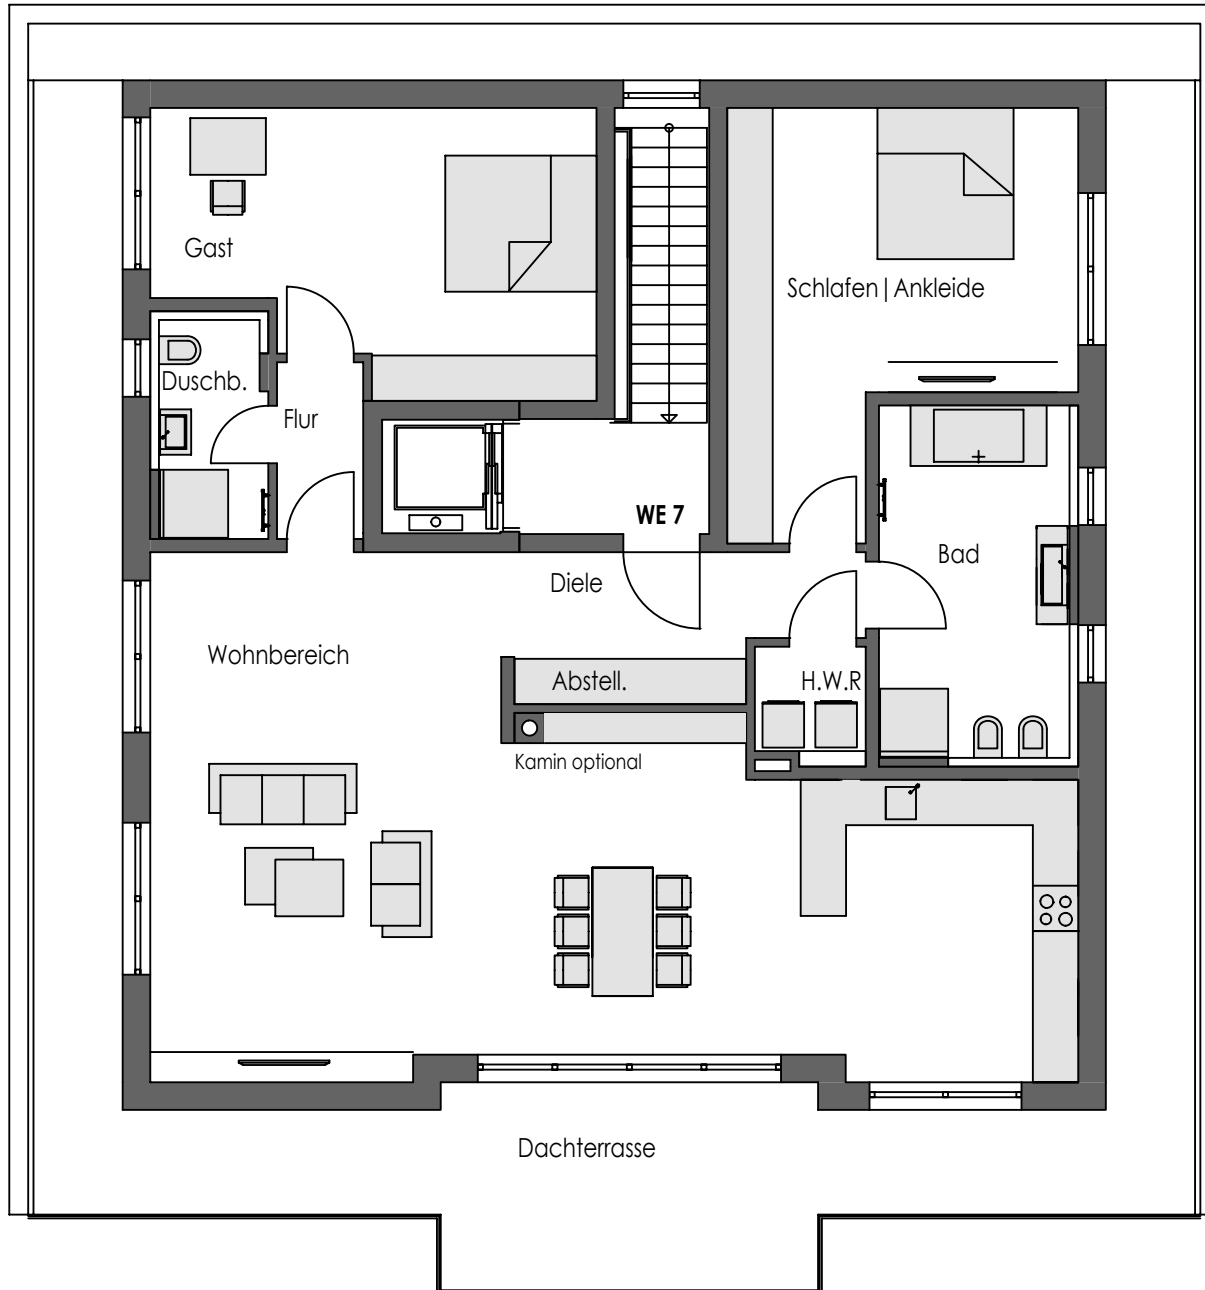 Gast
Schlafen | Ankleide
Duschb.
Flur
WE 7
Bad
Diele
Wohnbereich
Abstell.
H.W.R
Kamin optional
Dachterrasse